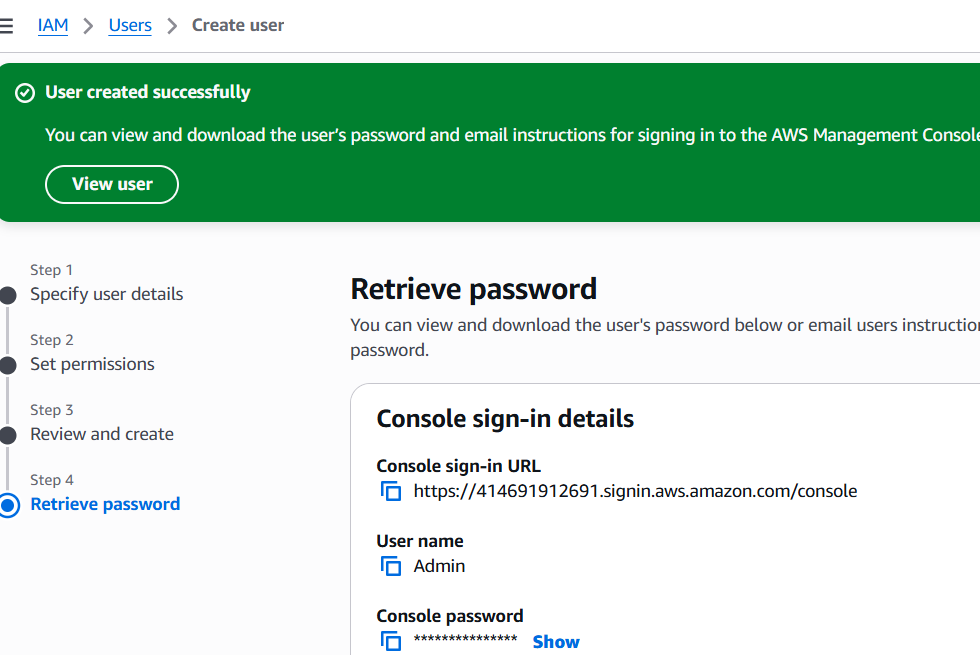 IAM > Users > Create user
User created successfully
You can view and download the user's password and email instructions for signing in to the AWS Management Console
View user
Step 1
Specify user details
Step 2
Set permissions
Step 3
Review and create
Step 4
Retrieve password
Retrieve password
You can view and download the user's password below or email users
password.
Console sign-in details
Console sign-in URL
https://414691912691.signin.aws.amazon.com/console
User name
Admin
Console password
*************** Show